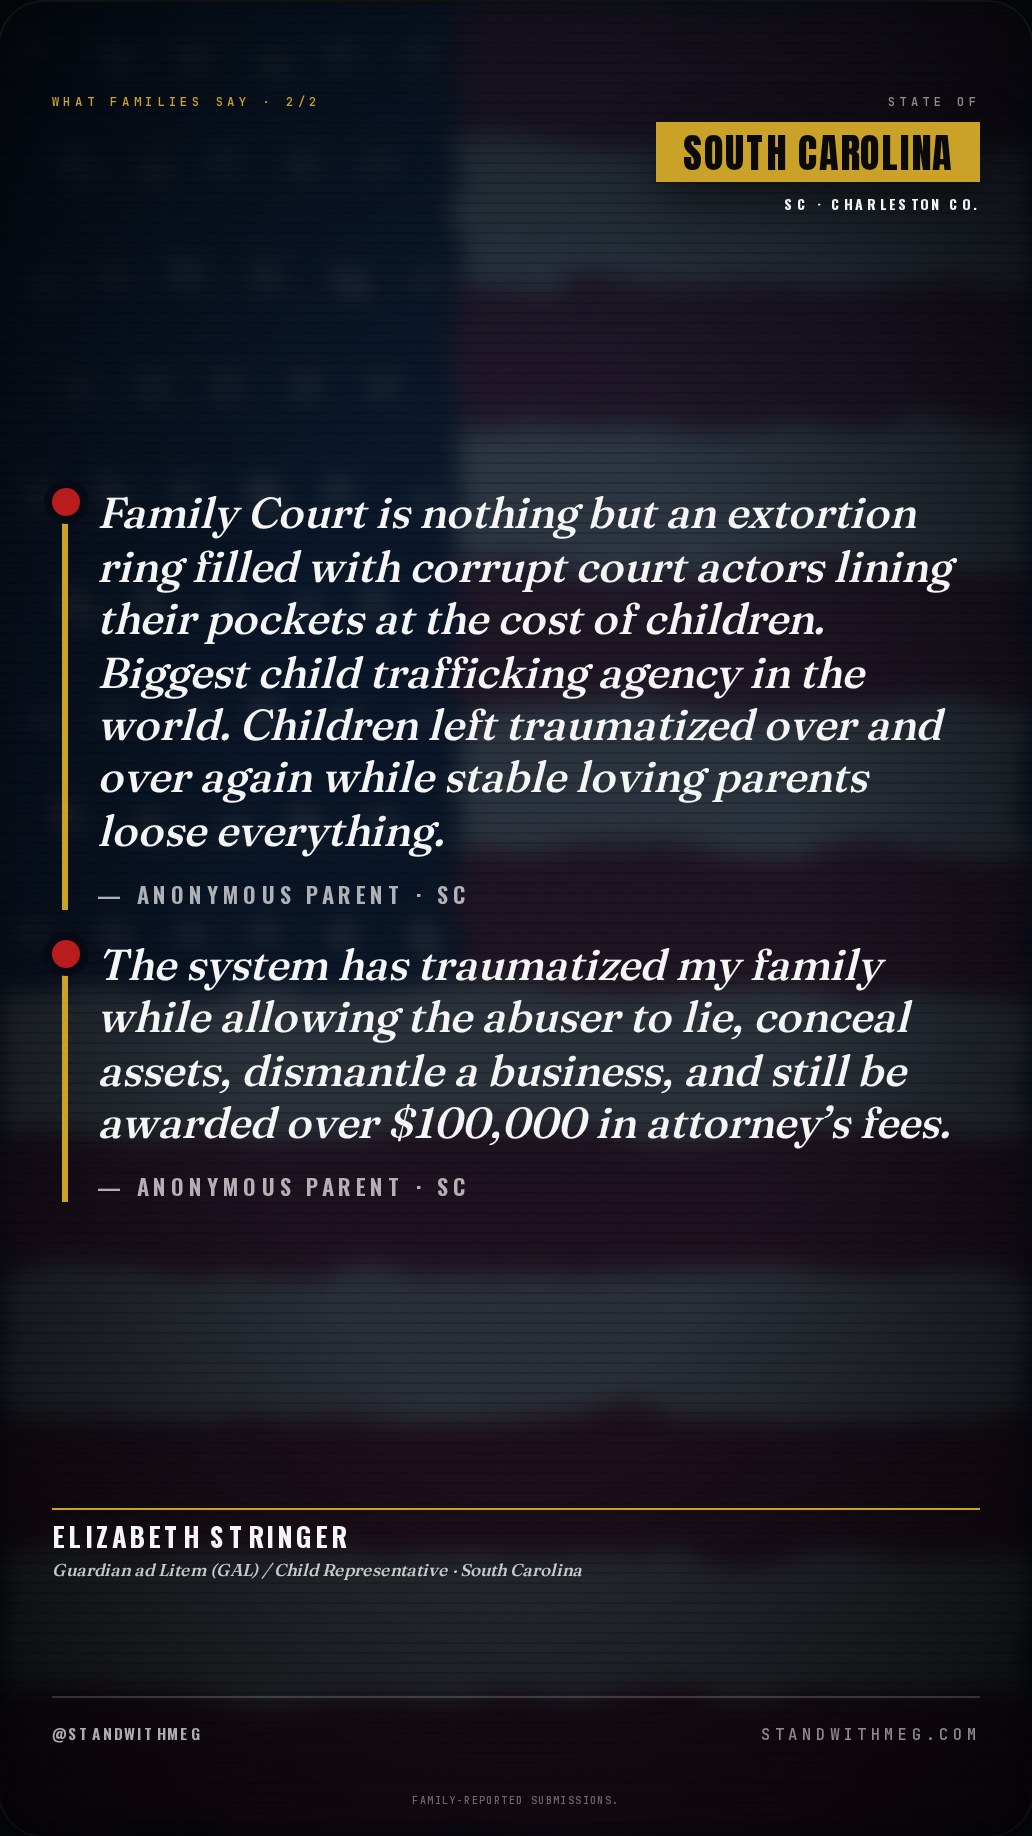 WHAT FAMILIES SAY · 2/2
STATE OF
SOUTH CAROLINA
SC · CHARLESTON CO.
Family Court is nothing but an extortion
ring filled with corrupt court actors lining
their pockets at the cost of children.
Biggest child trafficking agency in the
world. Children left traumatized over and
over again while stable loving parents
loose everything.
— ANONYMOUS PARENT · SC
The system has traumatized my family
while allowing the abuser to lie, conceal
assets, dismantle a business, and still be
awarded over $100,000 in attorney’s fees.
— ANONYMOUS PARENT · SC
ELIZABETH STRINGER
Guardian ad Litem (GAL) / Child Representative · South Carolina
@STANDWITHMEG
STANDWITHMEG.COM
FAMILY-REPORTED SUBMISSIONS.